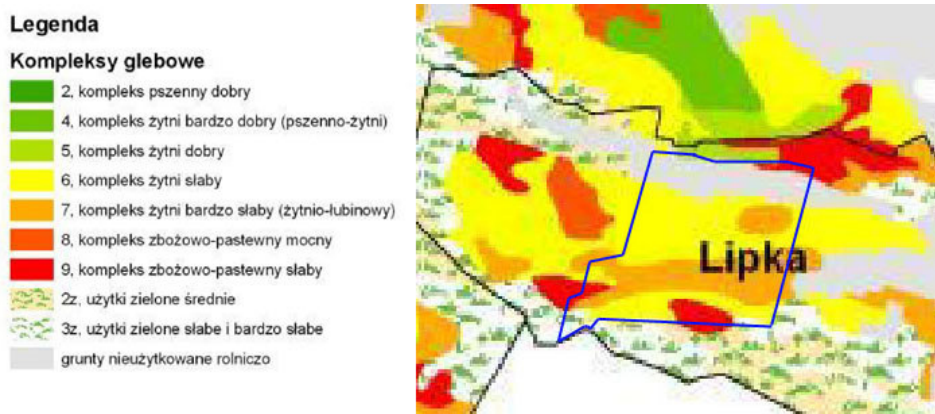 Legenda
Kompleksy glebowe
2, kompleks pszenny dobry
4, kompleks żytni bardzo dobry (pszenno-żytni)
5, kompleks żytni dobry
6, kompleks żytni słaby
7, kompleks żytni bardzo słaby (żytnio-łubinowy)
8, kompleks zbożowo-pastewny mocny
9, kompleks zbożowo-pastewny słaby
2z, użytki zielone średnie
3z, użytki zielone słabe i bardzo słabe
grunty nieużytkowane rolniczo
Lipka